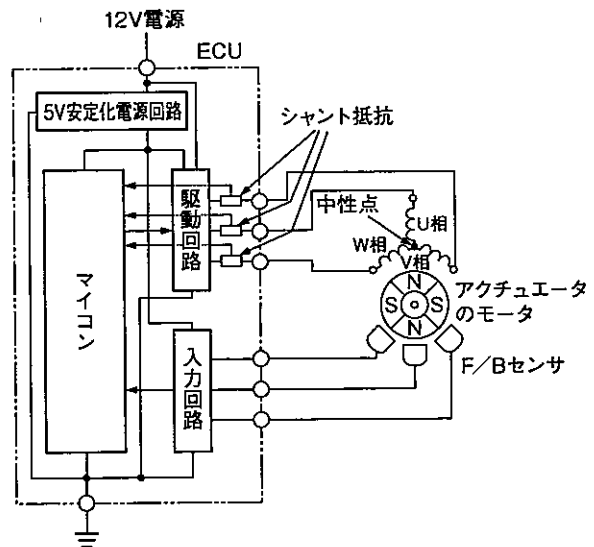 12V電源
ECU
5V安定化電源回路
シャント抵抗
駆動回路
中性点
U相
W相
V相
マイコン
N
S
S
N
アクチュエータ
のモータ
F/Bセンサ
入力回路